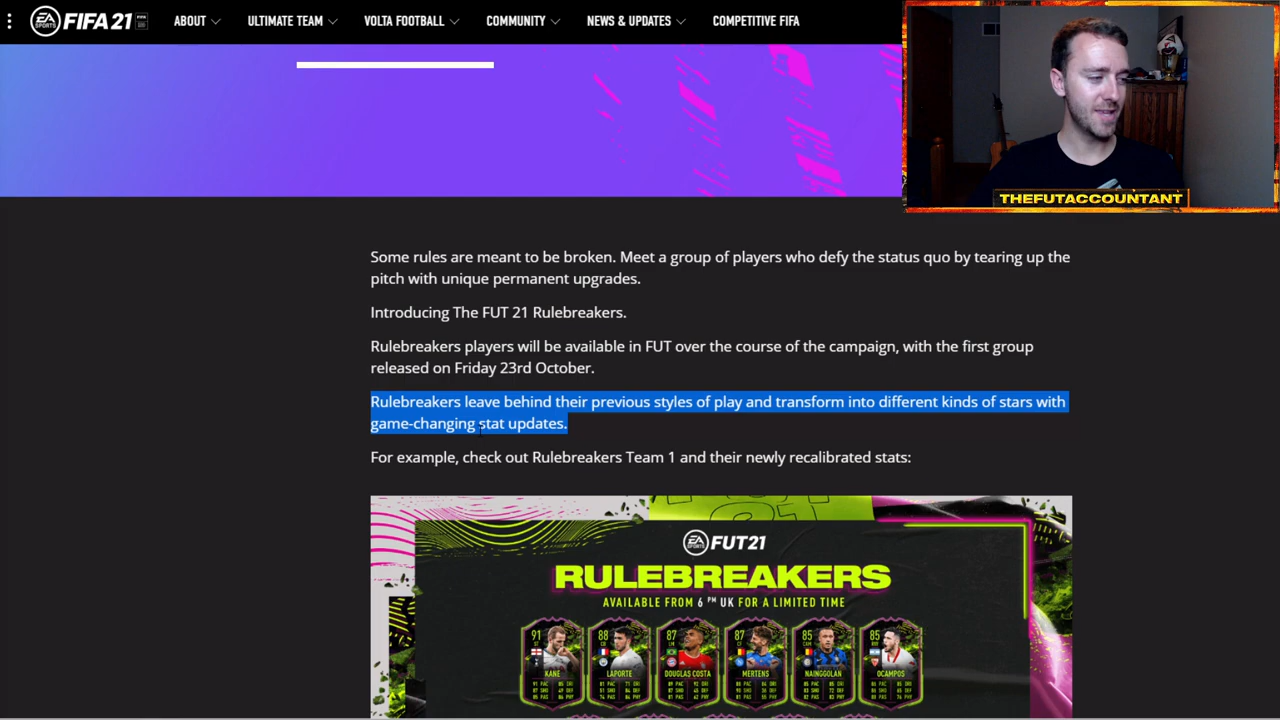 EA SPORTS FIFA 21 ABOUT ULTIMATE TEAM VOLTA FOOTBALL COMMUNITY NEWS & UPDATES COMPETITIVE FIFA
THEFUTACCOUNTANT
Some rules are meant to be broken. Meet a group of players who defy the status quo by tearing up the
pitch with unique permanent upgrades.
Introducing The FUT 21 Rulebreakers.
Rulebreakers players will be available in FUT over the course of the campaign, with the first group
released on Friday 23rd October.
Rulebreakers leave behind their previous styles of play and transform into different kinds of stars with
game-changing stat updates.
For example, check out Rulebreakers Team 1 and their newly recalibrated stats:
EA SPORTS FUT21
RULEBREAKERS
AVAILABLE FROM 6 PM UK FOR A LIMITED TIME
91 88 87 87 85 85
KANE LAPORTE DOUGLAS COSTA MERTENS NAINGGOLAN OCAMPOS